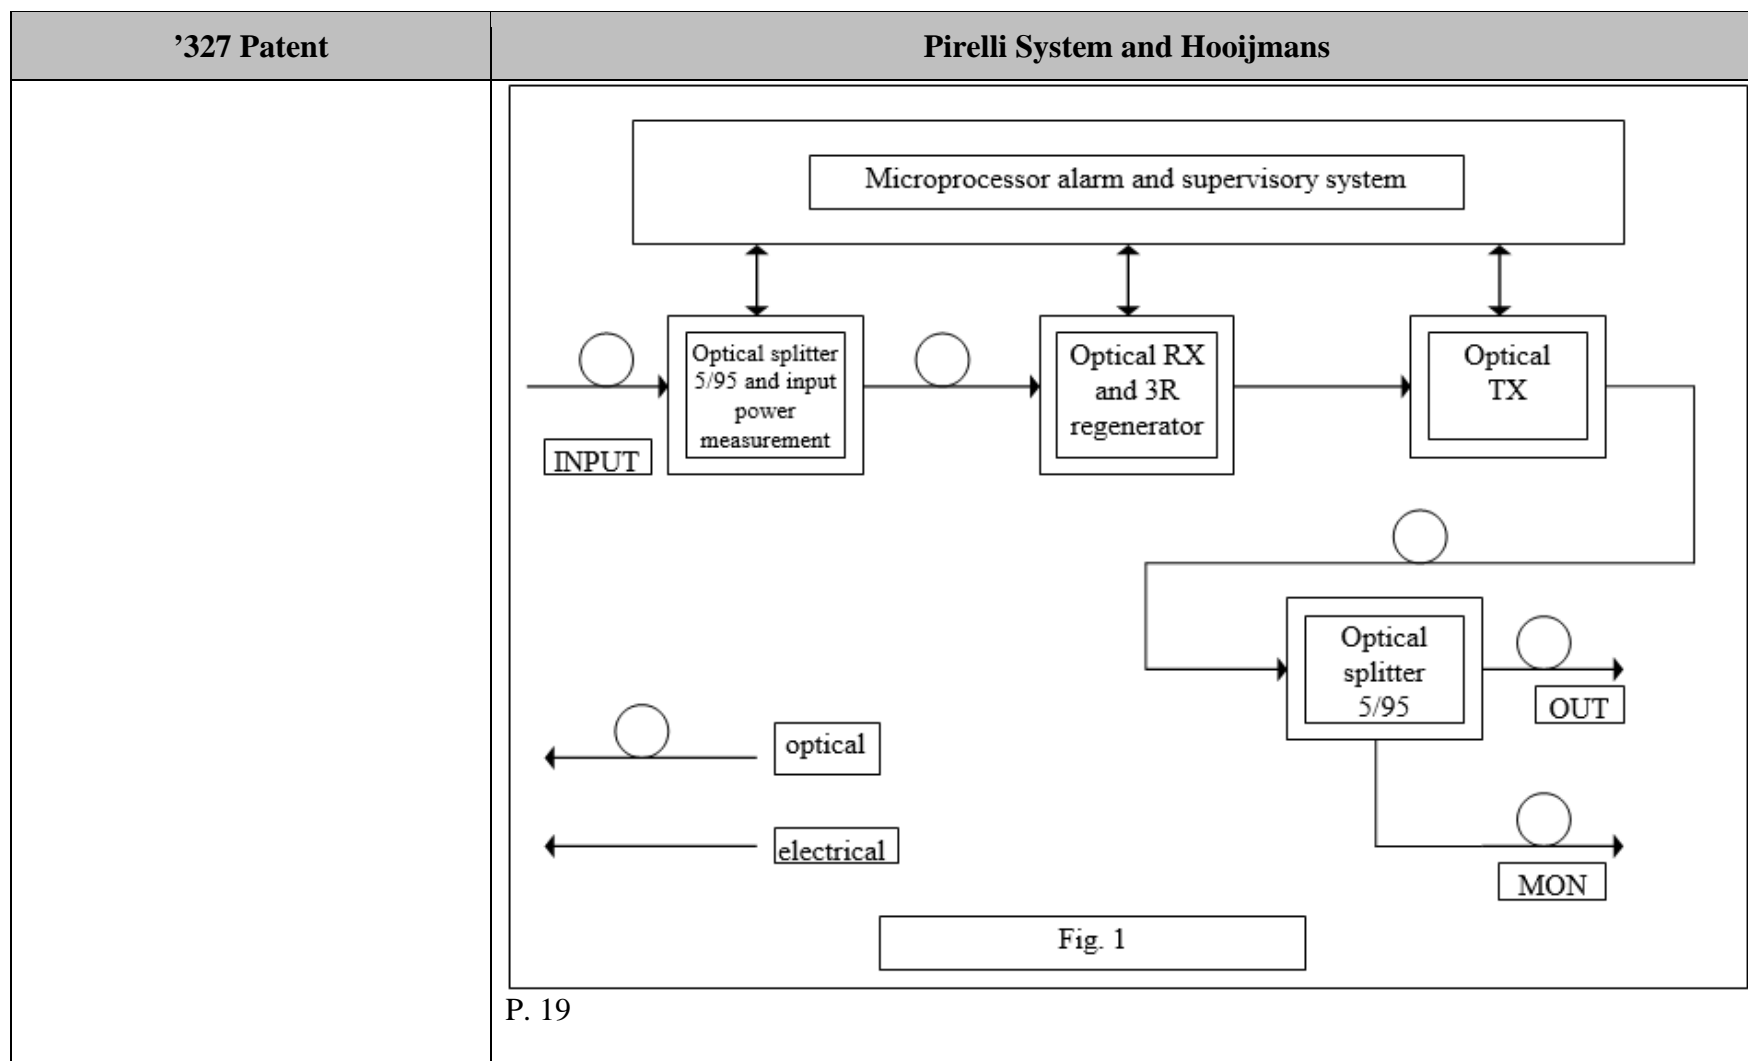 ’327 Patent
Pirelli System and Hooijmans
Microprocessor alarm and supervisory system
Optical splitter
5/95 and input
power
measurement
Optical RX
and 3R
regenerator
Optical
TX
INPUT
Optical
splitter
5/95
OUT
optical
electrical
MON
Fig. 1
P. 19